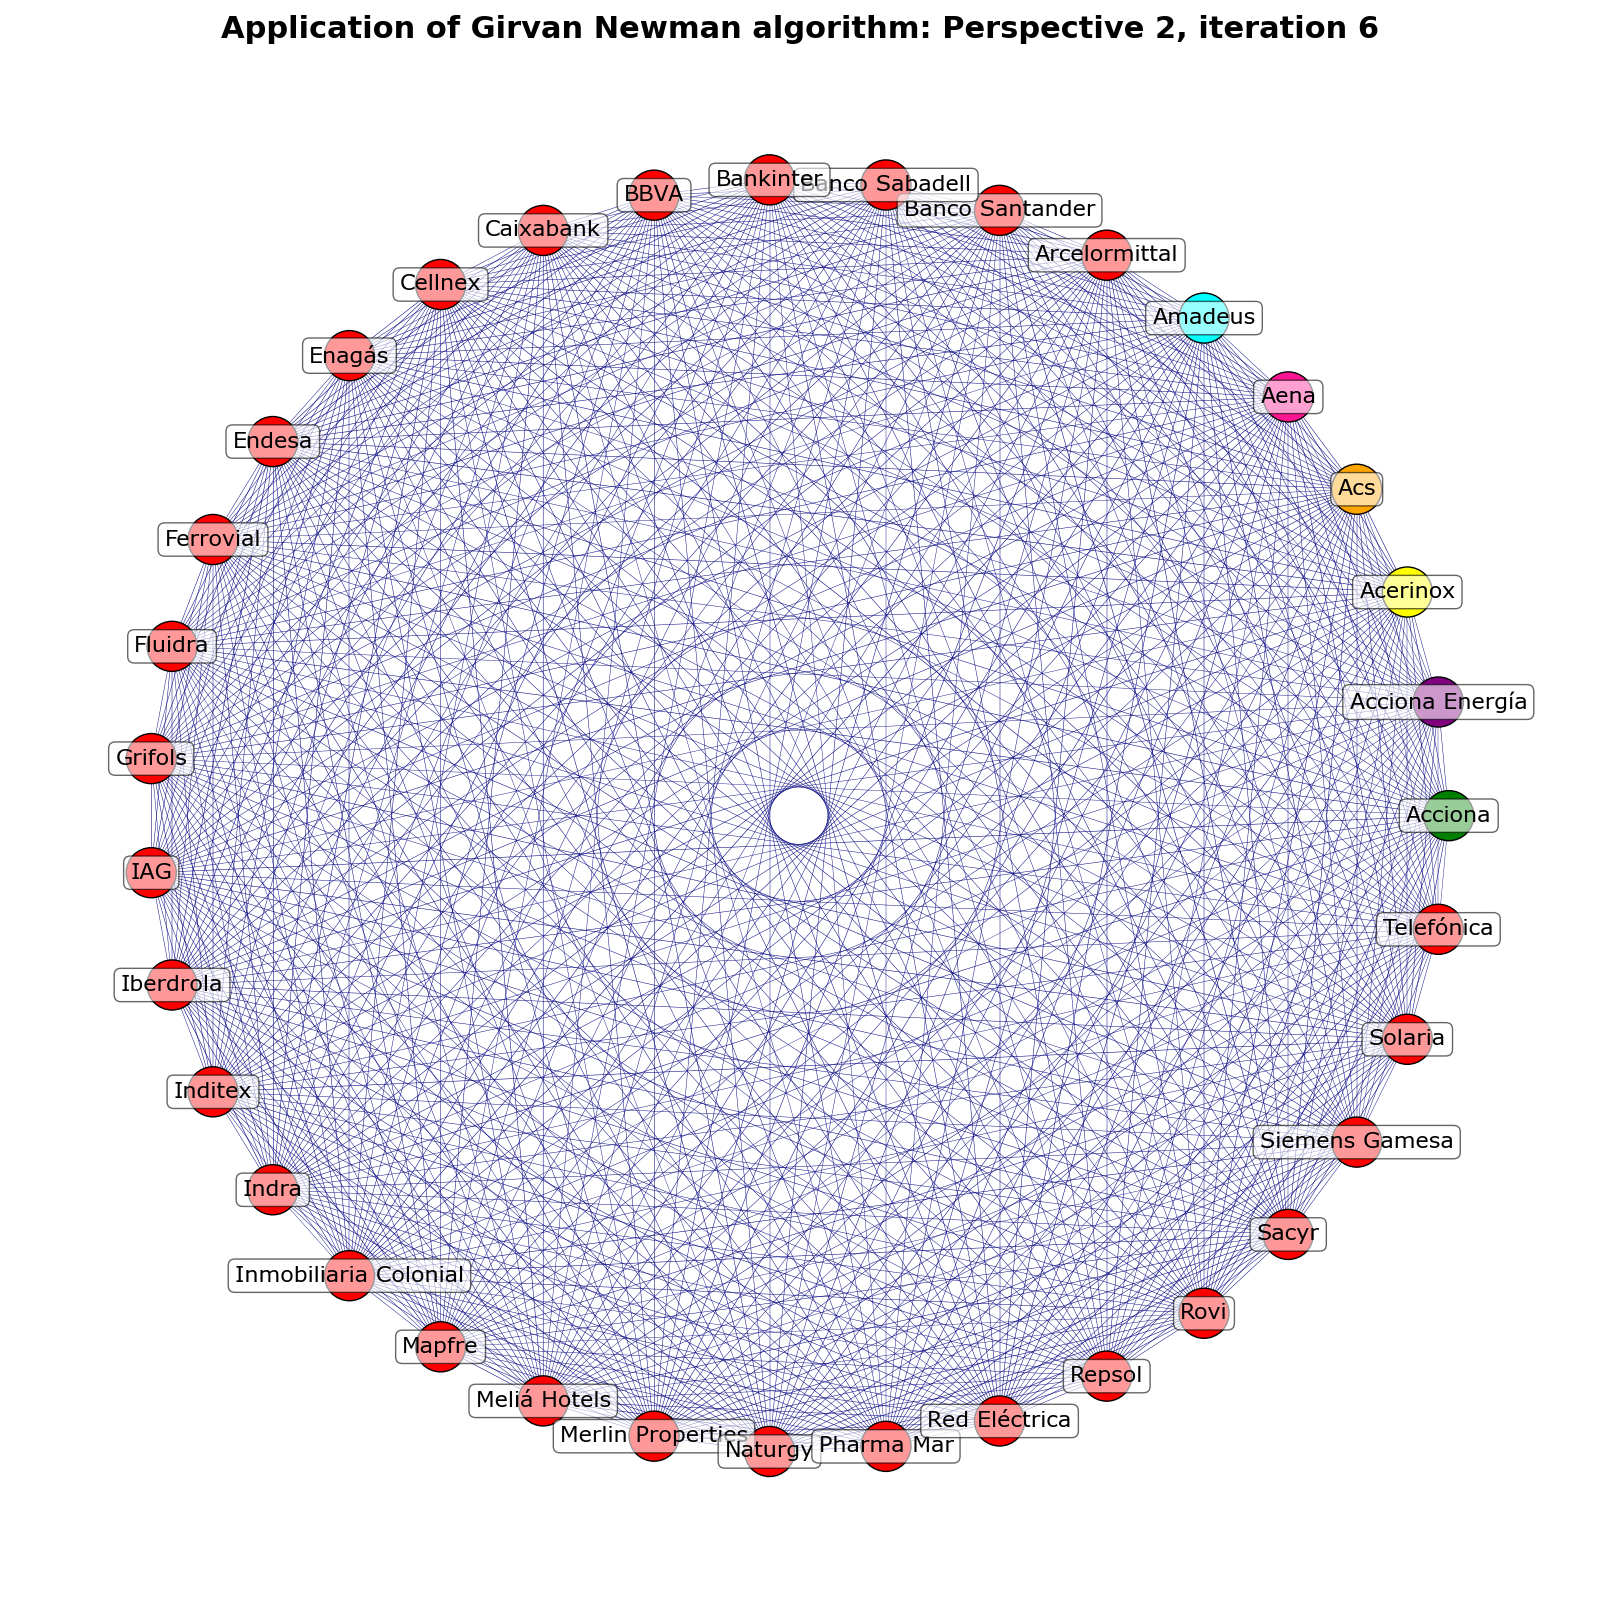 Application of Girvan Newman algorithm: Perspective 2, iteration 6
Bankinter
Banco Sabadell
BBVA
Banco Santander
Caixabank
Arcelormittal
Cellnex
Amadeus
Enagás
Aena
Endesa
Acs
Ferrovial
Acerinox
Fluidra
Acciona Energía
Grifols
Acciona
IAG
Telefónica
Iberdrola
Solaria
Inditex
Siemens Gamesa
Indra
Sacyr
Inmobiliaria Colonial
Rovi
Mapfre
Repsol
Meliá Hotels
Red Eléctrica
Merlin Properties
Pharma Mar
Naturgy